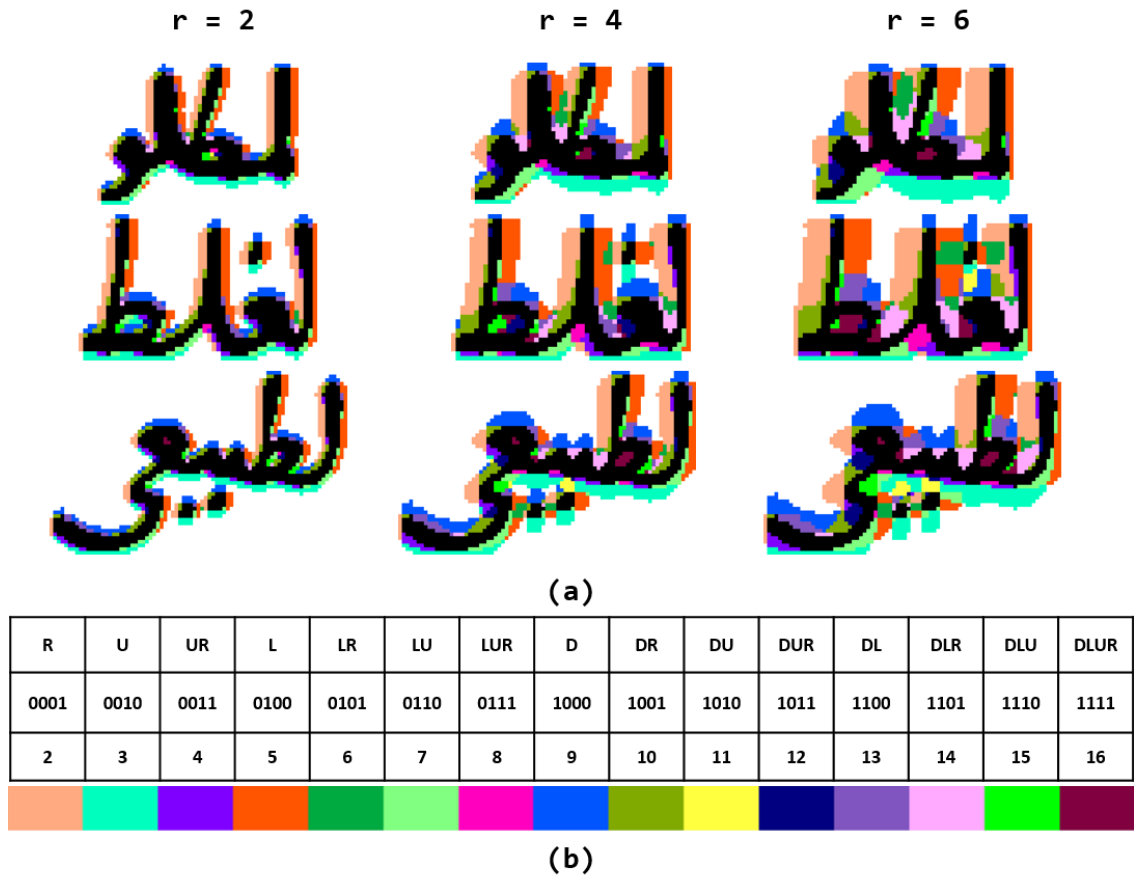 r = 2 r = 4 r = 6
(a)
R U UR L LR LU LUR D DR DU DUR DL DLR DLU DLUR
0001 0010 0011 0100 0101 0110 0111 1000 1001 1010 1011 1100 1101 1110 1111
2 3 4 5 6 7 8 9 10 11 12 13 14 15 16
(b)